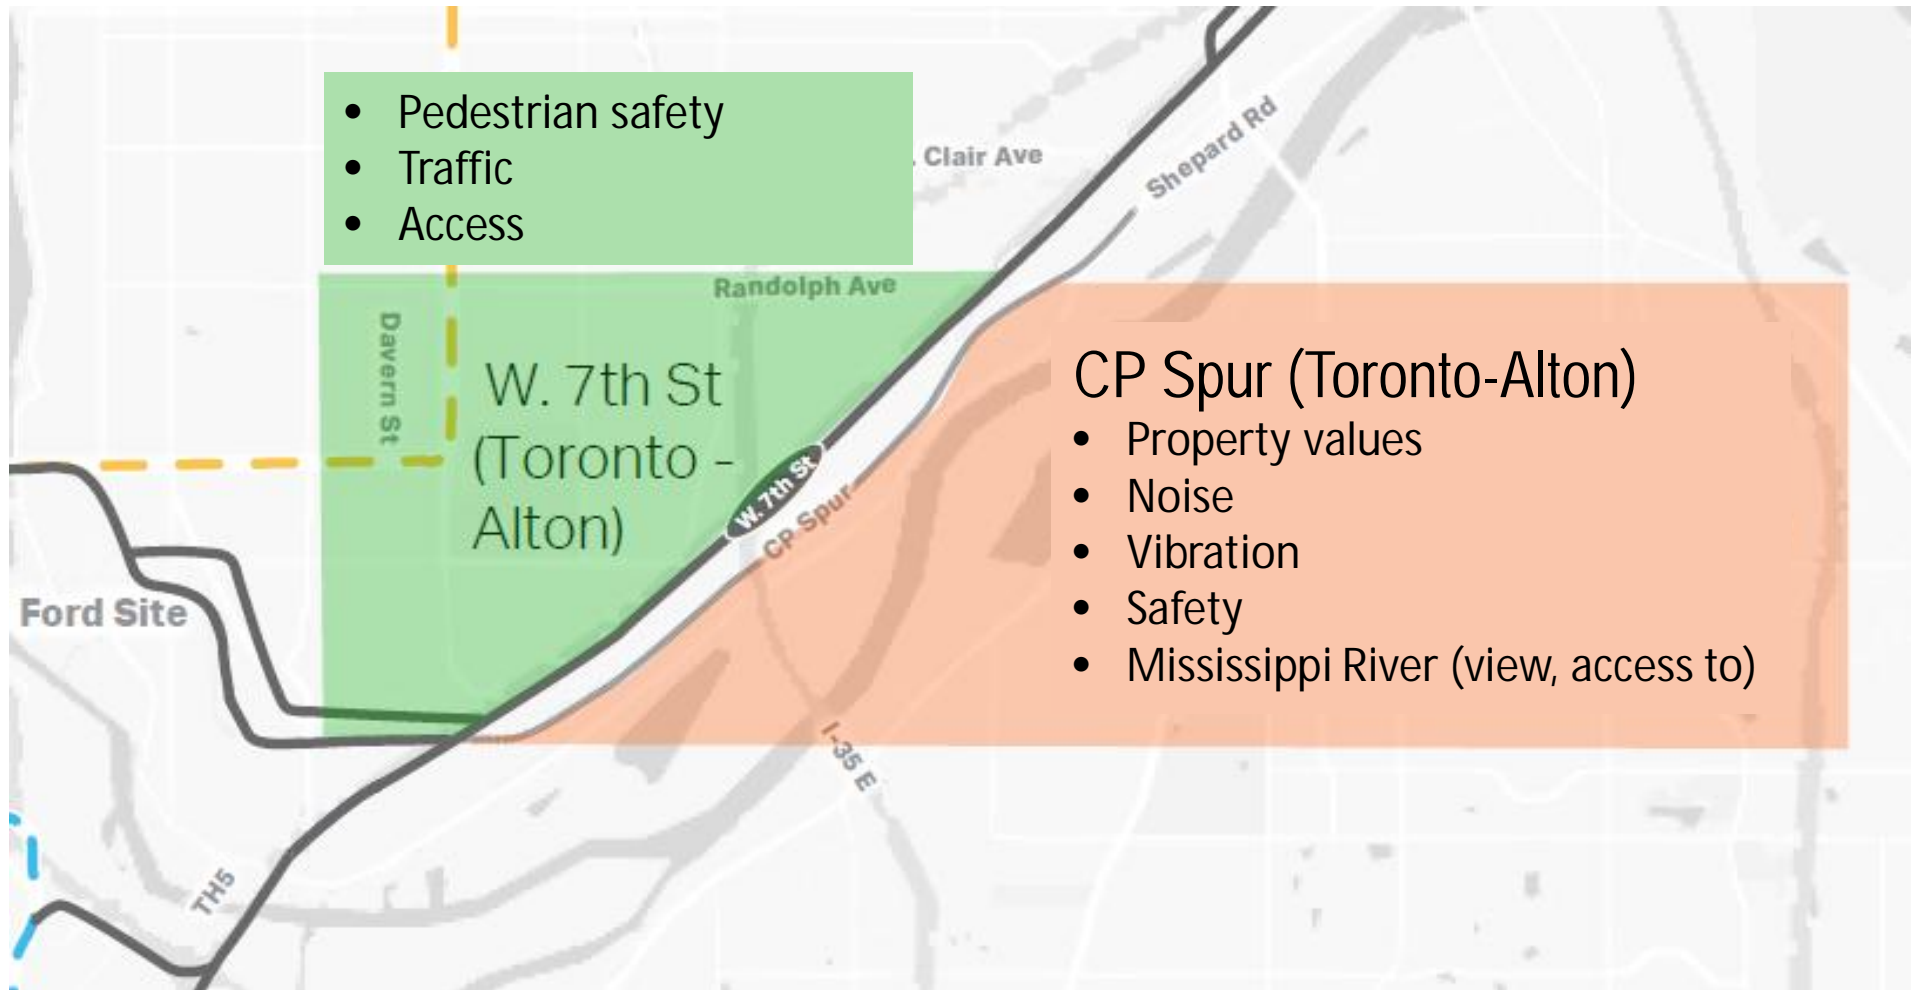 • Pedestrian safety
• Traffic
• Access
. Clair Ave
Shepard Rd
Randolph Ave
Davern St
W. 7th St
(Toronto -
Alton)
W. 7th St
CP Spur
CP Spur (Toronto-Alton)
• Property values
• Noise
• Vibration
• Safety
• Mississippi River (view, access to)
Ford Site
I-35 E
TH5